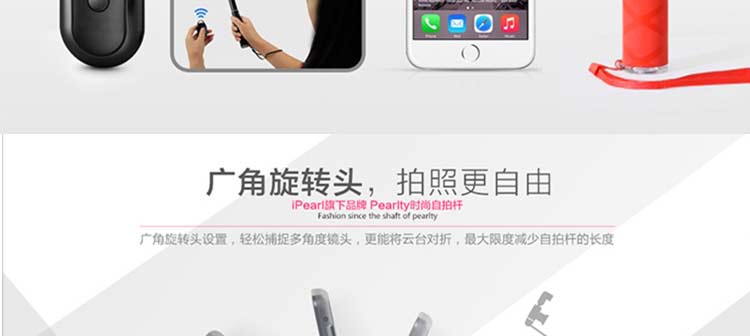 广角旋转头，拍照更自由
iPearl旗下品牌 Pearlty时尚自拍杆
Fashion since the shaft of pearlty
广角旋转头设置，轻松捕捉多角度镜头，更能将云台对折，最大限度减少自拍杆的长度